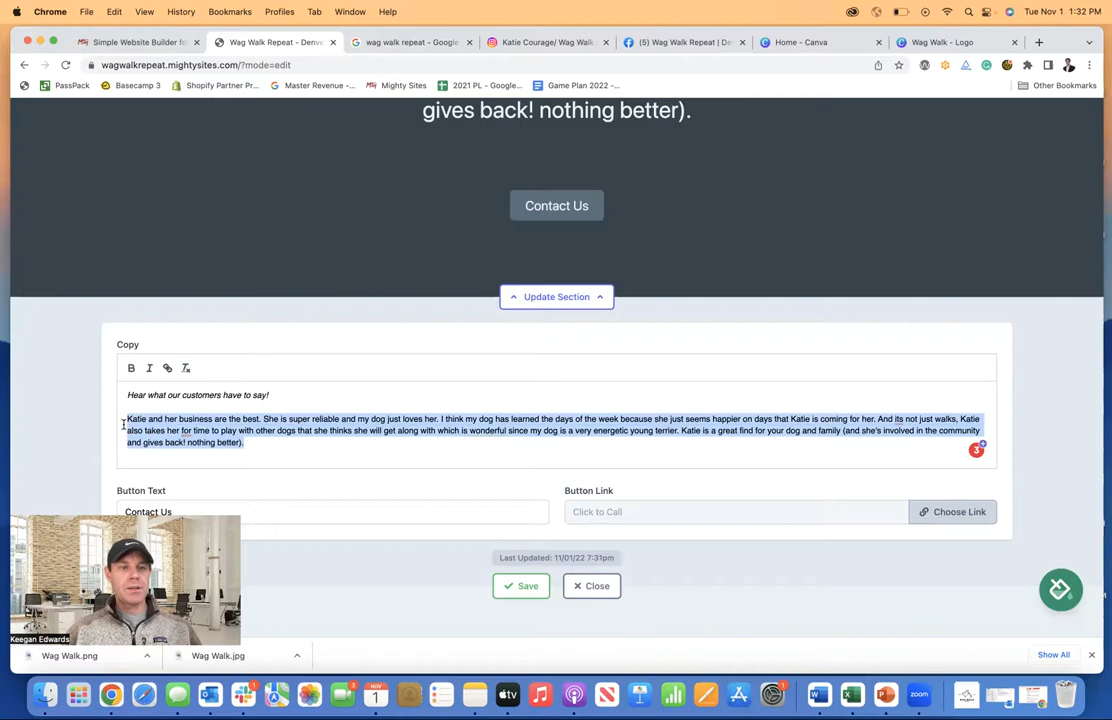 Chrome File Edit View History Bookmarks Profiles Tab Window Help
Tue Nov 1 1:32 PM
Simple Website Builder for
Wag Walk Repeat - Denve
wag walk repeat - Google
Katie Courage/ Wag Walk
(5) Wag Walk Repeat | De
Home - Canva
Wag Walk - Logo
wagwalkrepeat.mightysites.com/?mode=edit
PassPack
Basecamp 3
Shopify Partner Pr...
Master Revenue -...
Mighty Sites
2021 PL - Google...
Game Plan 2022 -...
Other Bookmarks
gives back! nothing better).
Contact Us
Update Section
Copy
B I
Hear what our customers have to say!
Katie and her business are the best. She is super reliable and my dog just loves her. I think my dog has learned the days of the week because she just seems happier on days that Katie is coming for her. And its not just walks, Katie
also takes her for time to play with other dogs that she thinks she will get along with which is wonderful since my dog is a very energetic young terrier. Katie is a great find for your dog and family (and she's involved in the community
and gives back! nothing better).
3
Button Text
Button Link
Contact Us
Click to Call
Choose Link
Last Updated: 11/01/22 7:31pm
Save
Close
Keegan Edwards
Wag Walk.png
Wag Walk.jpg
Show All
NOV
1
tv
zoom